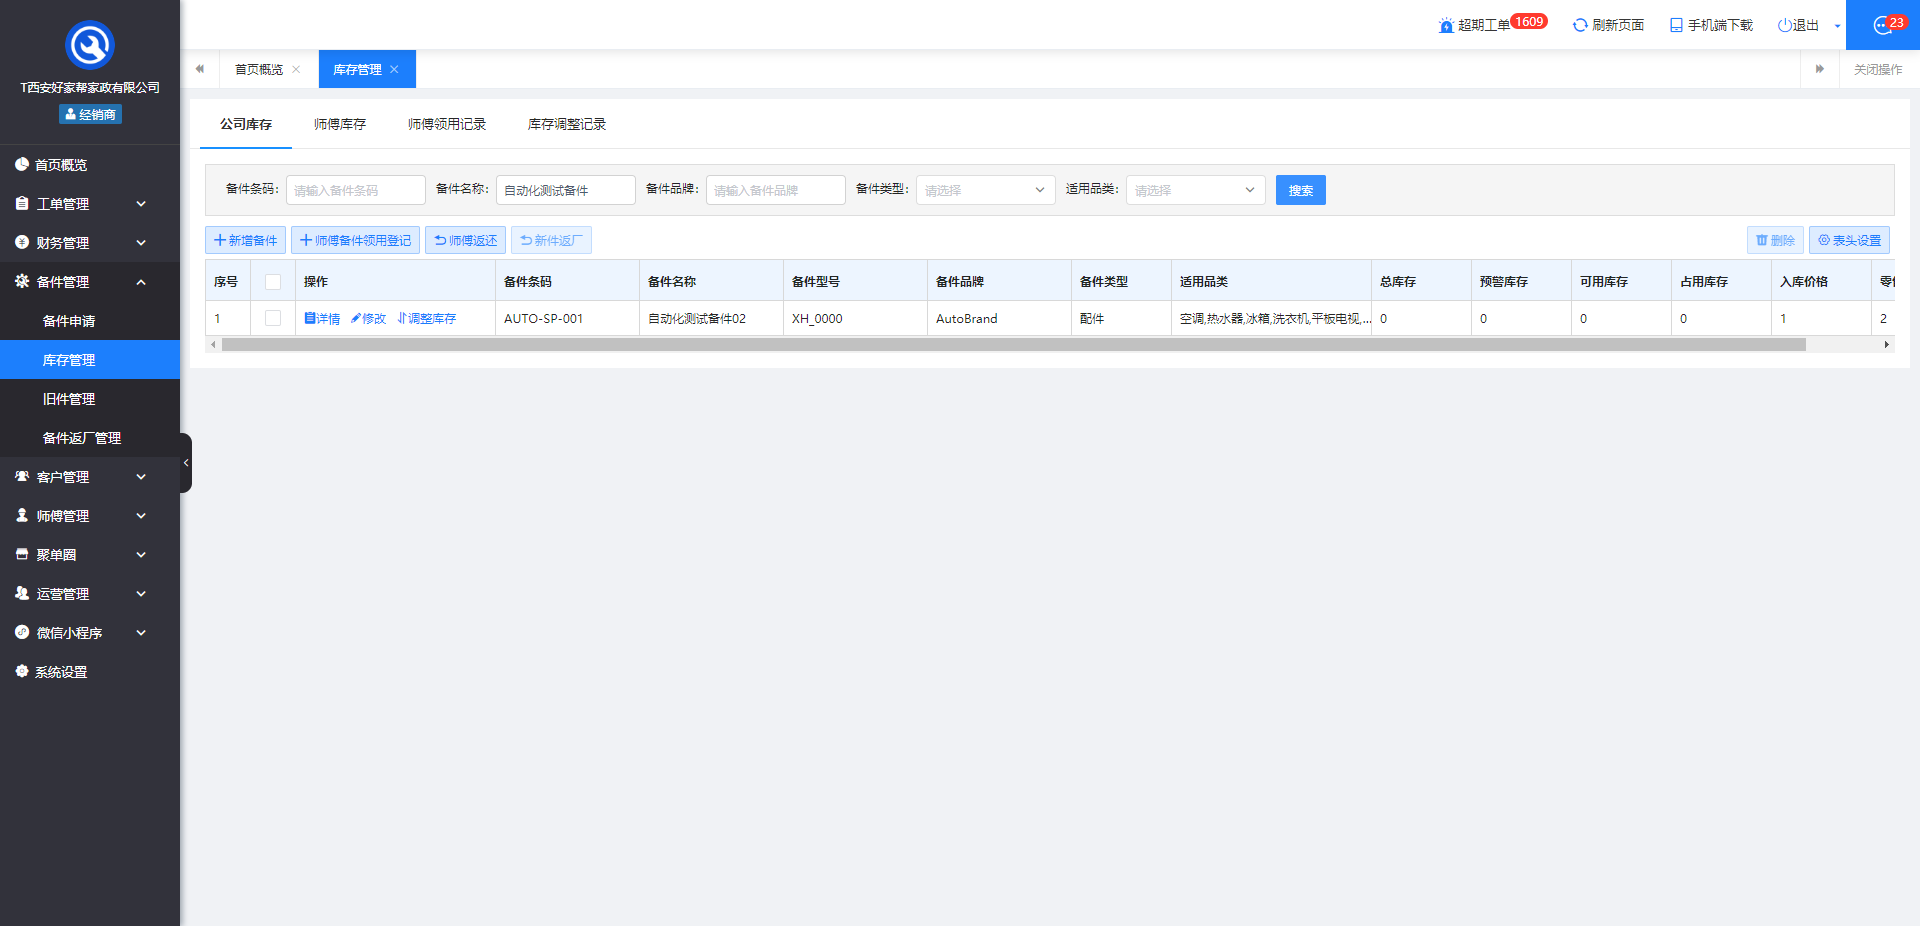 T西安好家帮家政有限公司
经销商
首页概览
工单管理
财务管理
备件管理
备件申请
库存管理
旧件管理
备件返厂管理
客户管理
师傅管理
聚单圈
运营管理
微信小程序
系统设置
超期工单 1609 刷新页面 手机端下载 退出 23
首页概览 库存管理 关闭操作
公司库存 师傅库存 师傅领用记录 库存调整记录
备件条码: 请输入备件条码 备件名称: 自动化测试备件 备件品牌: 请输入备件品牌 备件类型: 请选择 适用品类: 请选择 搜索
新增备件 师傅备件领用登记 师傅返还 新件返厂 删除 表头设置
序号 操作 备件条码 备件名称 备件型号 备件品牌 备件类型 适用品类 总库存 预警库存 可用库存 占用库存 入库价格 零
1 详情 修改 调整库存 AUTO-SP-001 自动化测试备件02 XH_0000 AutoBrand 配件 空调,热水器,冰箱,洗衣机,平板电视,... 0 0 0 0 1 2